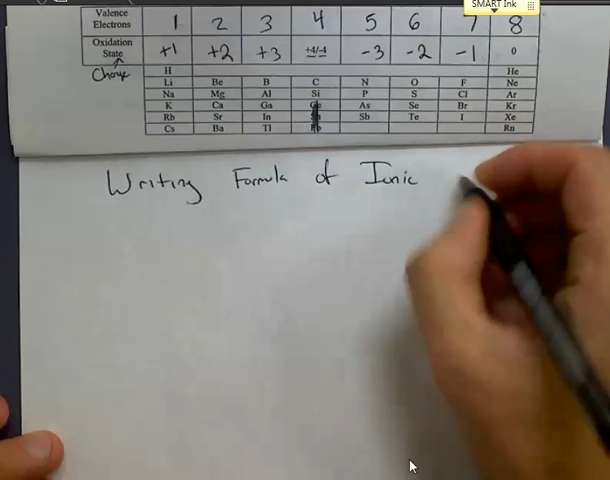 SMART Ink
Valence Electrons 1 2 3 4 5 6 7 8
Oxidation State +1 +2 +3 +4/-4 -3 -2 -1 0
Charge
H He
Li Be B C N O F Ne
Na Mg Al Si P S Cl Ar
K Ca Ga As Se Br Kr
Rb Sr In Sb Te I Xe
Cs Ba Tl Rn
Writing Formula of Ionic